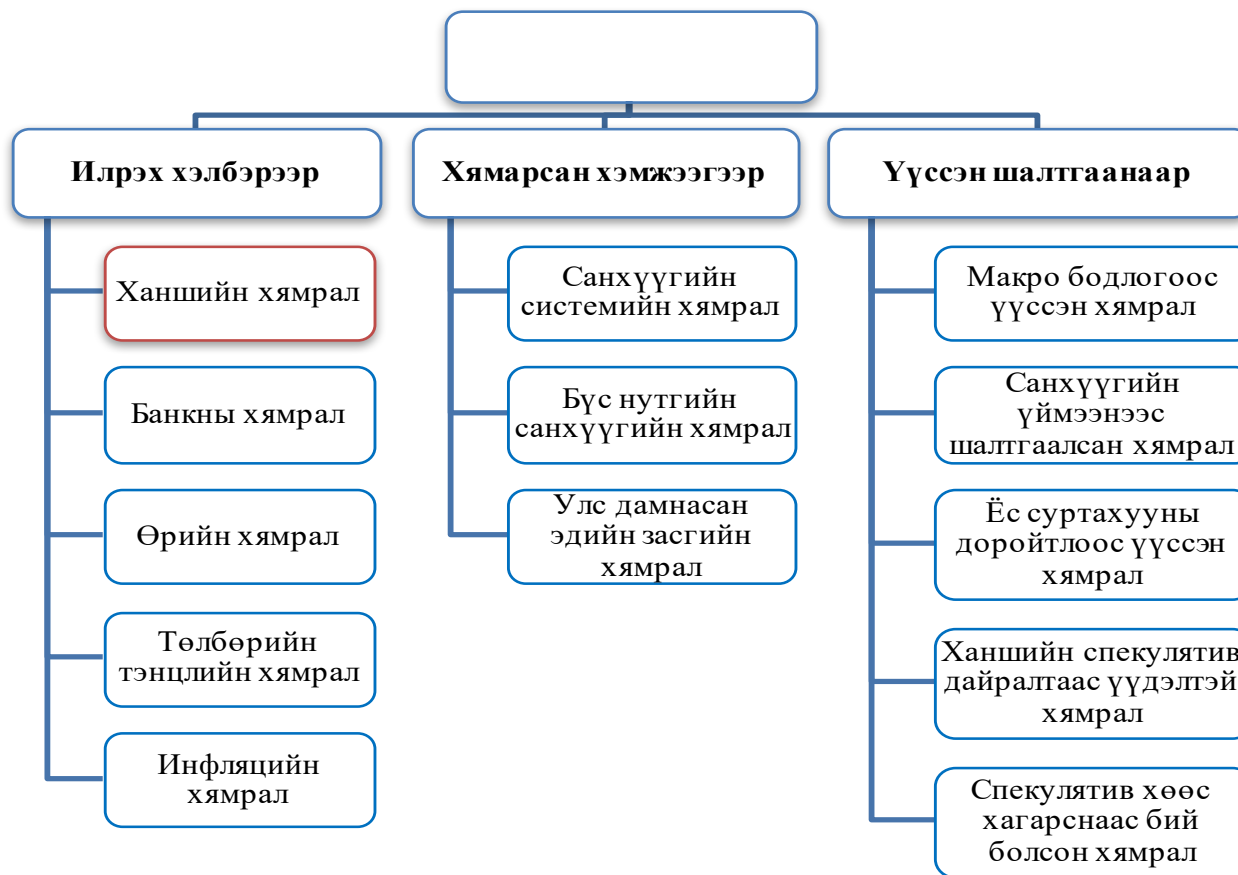 Илрэх хэлбэрээр
Хямарсан хэмжээгээр
Үүссэн шалтгаанаар
Ханшийн хямрал
Банкны хямрал
Өрийн хямрал
Төлбөрийн
тэнцлийн хямрал
Инфляцийн
хямрал
Санхүүгийн
системийн хямрал
Бүс нутгийн
санхүүгийн хямрал
Улс дамнасан
эдийн засгийн
хямрал
Макро бодлогоос
үүссэн хямрал
Санхүүгийн
үймээнээс
шалтгаалсан хямрал
Ёс суртахууны
доройтлоос үүссэн
хямрал
Ханшийн спекулятив
дайралтаас үүдэлтэй
хямрал
Спекулятив хөөс
хагарснаас бий
болсон хямрал